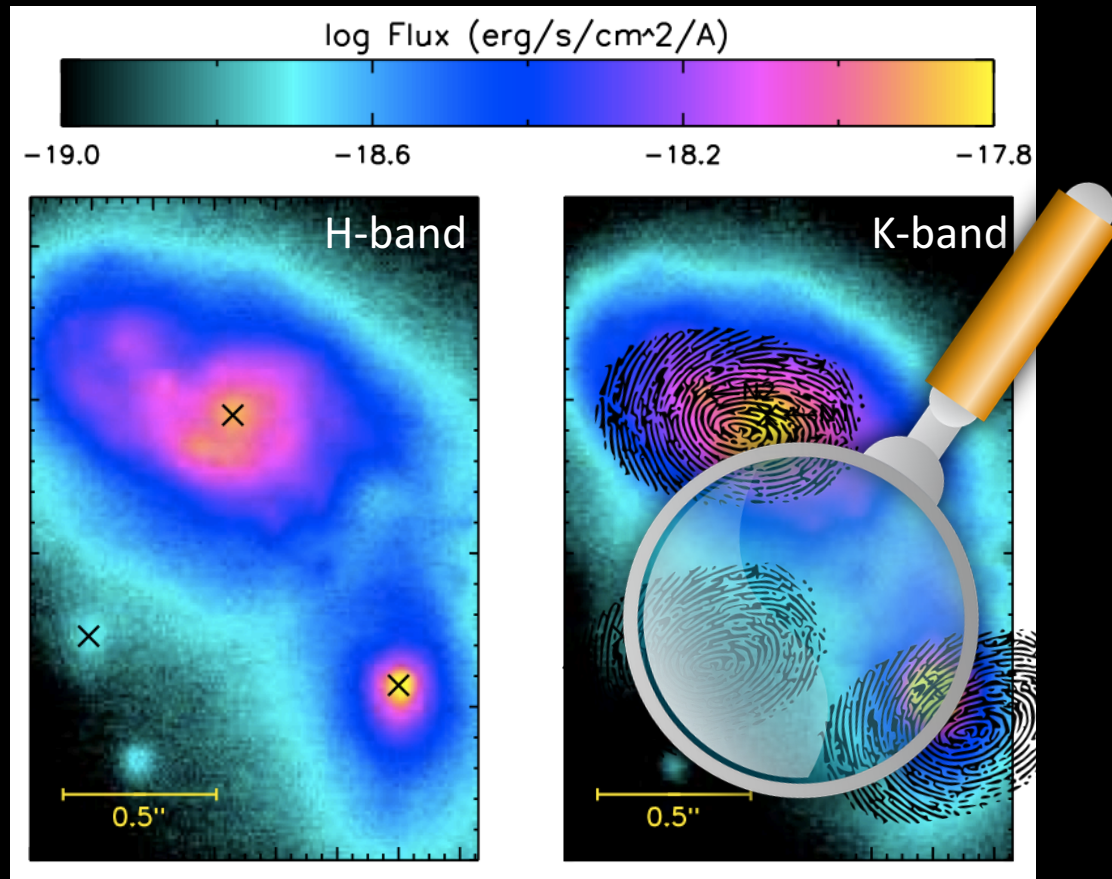 log Flux (erg/s/cm^2/A)
−19.0 −18.6 −18.2 −17.8
H-band
K-band
N2
0.5"
0.5"